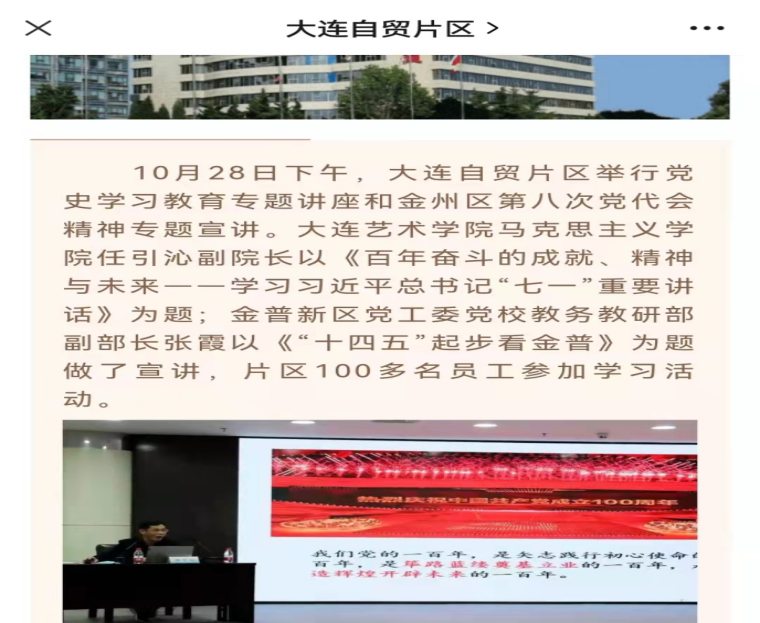 大连自贸片区 >
10月28日下午，大连自贸片区举行党
史学习教育专题讲座和金州区第八次党代会
精神专题宣讲。大连艺术学院马克思主义学
院任引沁副院长以《百年奋斗的成就、精神
与未来——学习习近平总书记“七一”重要讲
话》为题；金普新区党工委党校教务教研部
副部长张霞以《“十四五”起步看金普》为题
做了宣讲，片区100多名员工参加学习活
动。
热烈庆祝中国共产党成立100周年
我们党的一百年，是矢志践行初心使命的
百年，是筚路蓝缕奠基立业的一百年，
造辉煌开辟未来的一百年。